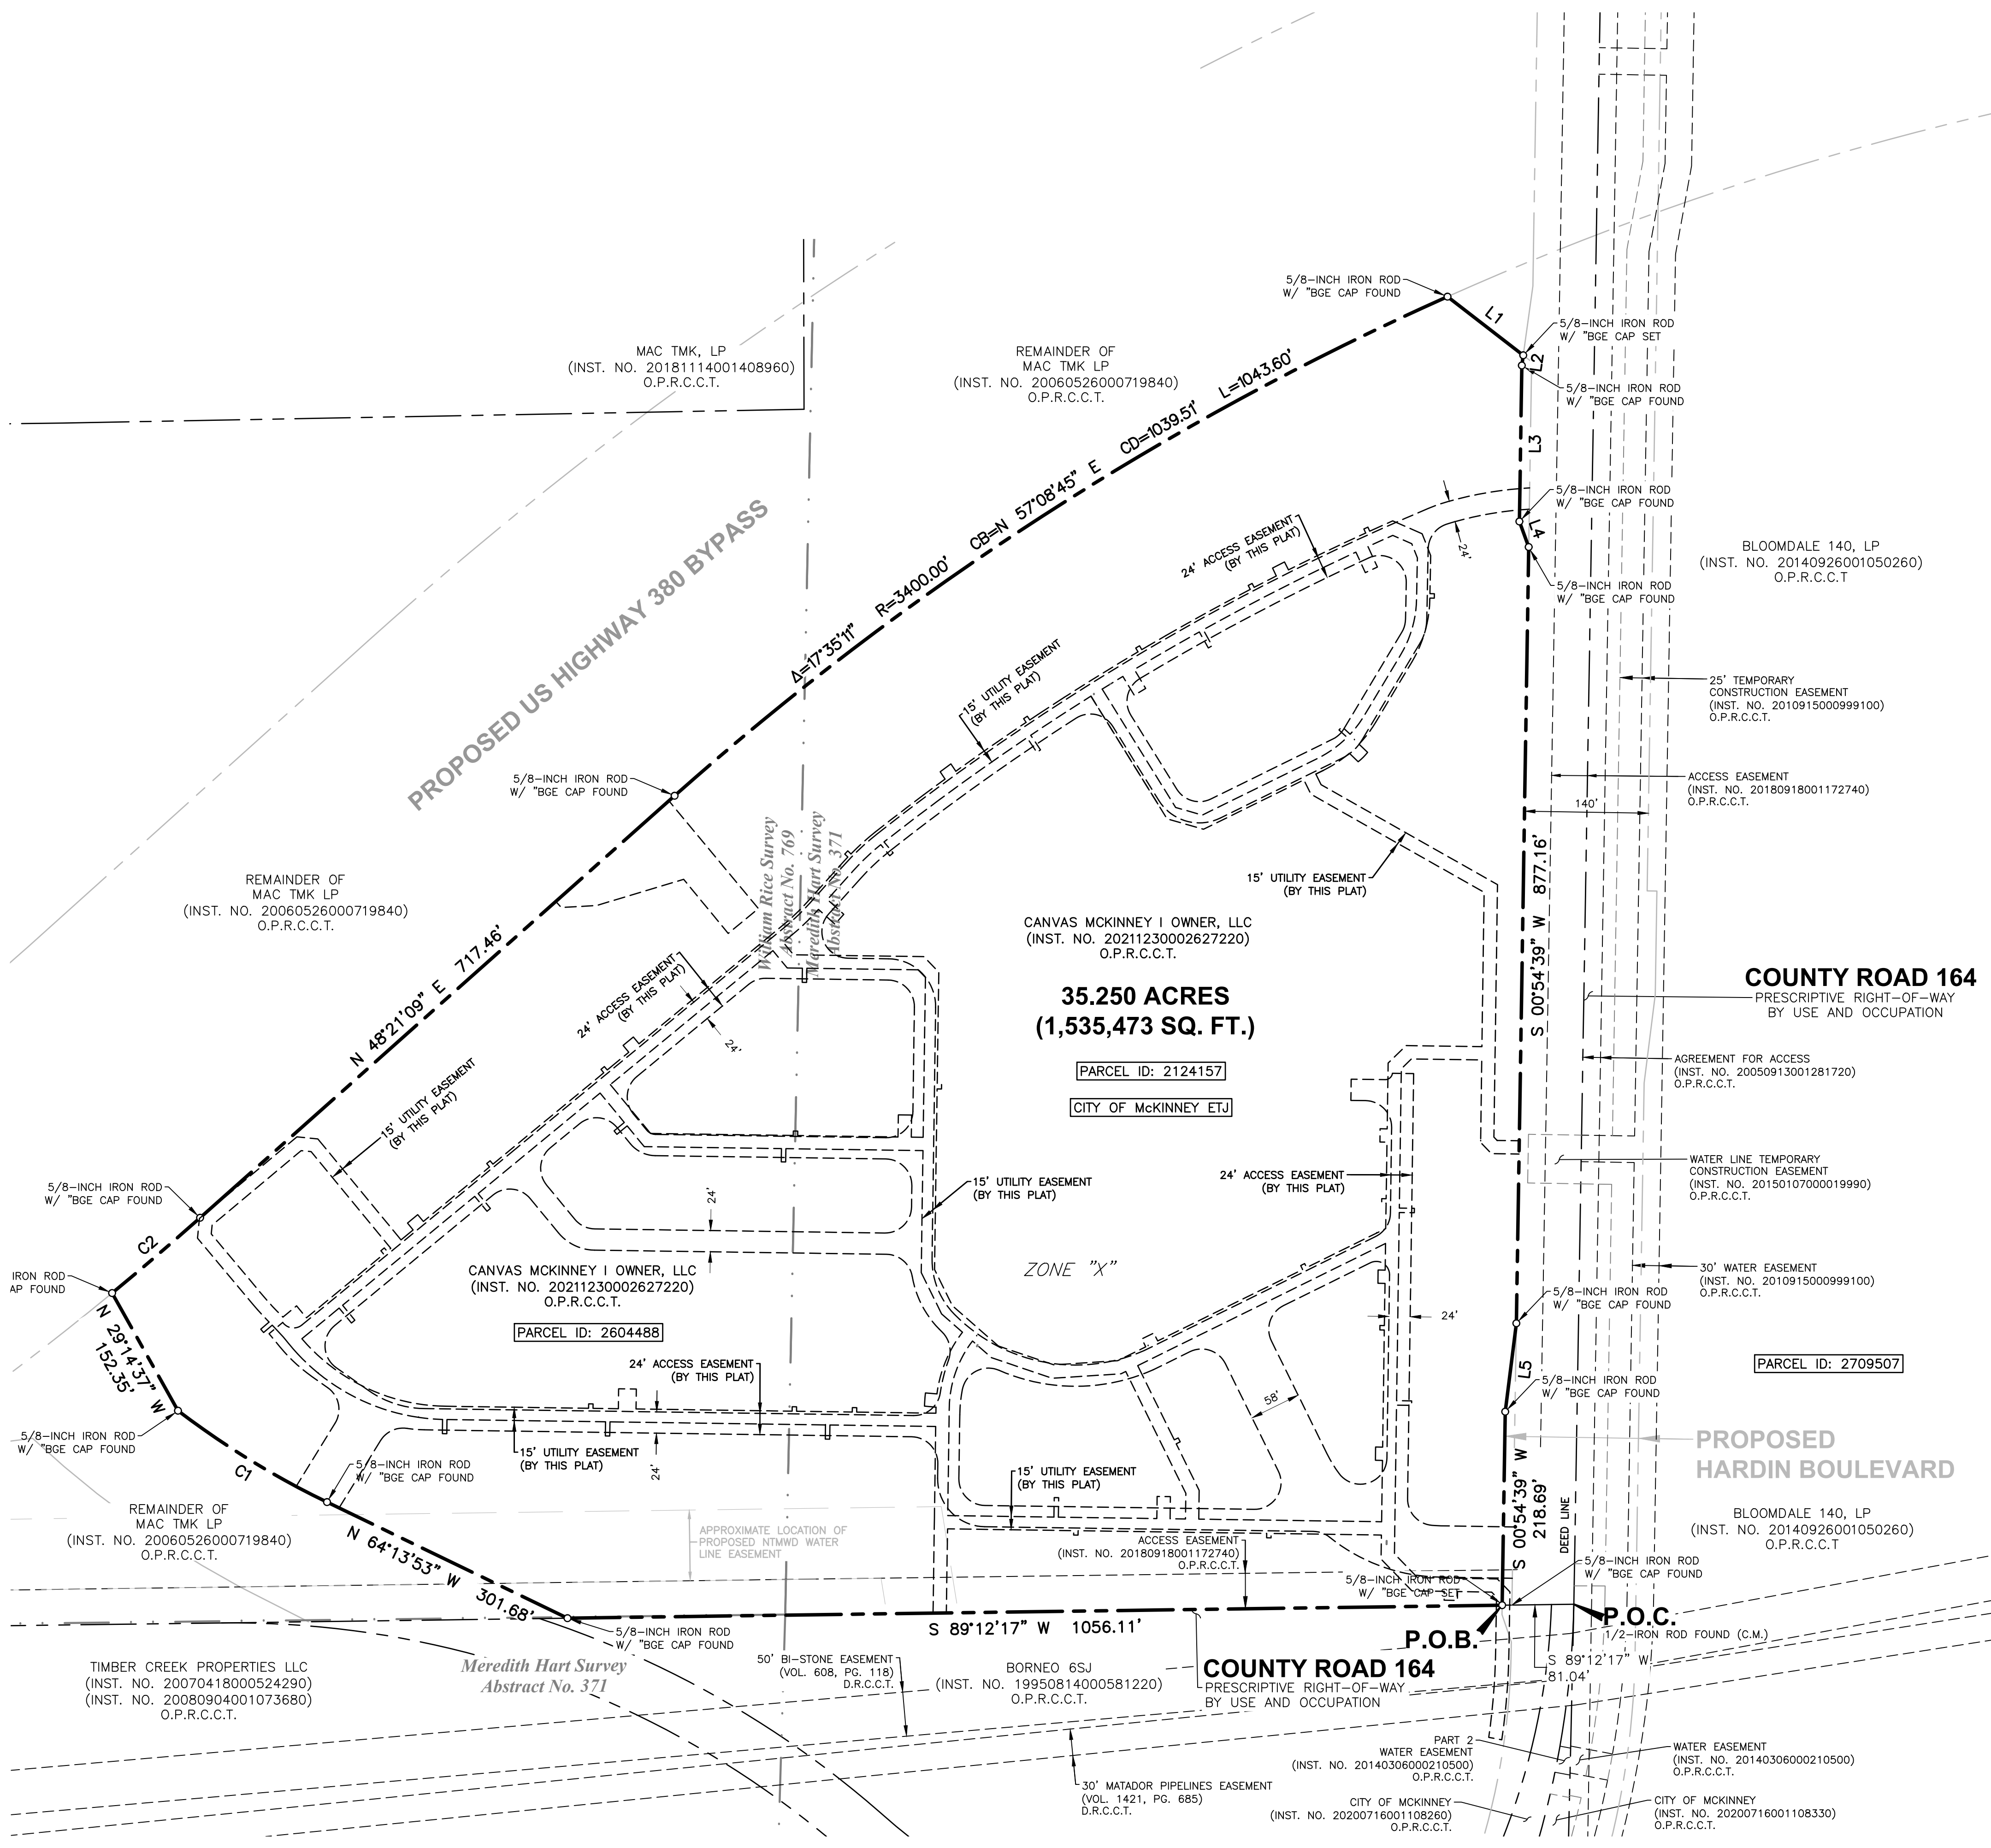 5/8-INCH IRON ROD
W/ "BGE CAP FOUND
L1
5/8-INCH IRON ROD
W/ "BGE CAP SET
L2
5/8-INCH IRON ROD
W/ "BGE CAP FOUND
MAC TMK, LP
(INST. NO. 20181114001408960)
O.P.R.C.C.T.
REMAINDER OF
MAC TMK LP
(INST. NO. 20060526000719840)
O.P.R.C.C.T.
Δ=17°35'11" R=3400.00' CB=N 57°08'45" E CD=1039.51' L=1043.60'
L3
5/8-INCH IRON ROD
W/ "BGE CAP FOUND
L4
24'
5/8-INCH IRON ROD
W/ "BGE CAP FOUND
24' ACCESS EASEMENT
(BY THIS PLAT)
BLOOMDALE 140, LP
(INST. NO. 20140926001050260)
O.P.R.C.C.T
PROPOSED US HIGHWAY 380 BYPASS
15' UTILITY EASEMENT
(BY THIS PLAT)
25' TEMPORARY
CONSTRUCTION EASEMENT
(INST. NO. 2010915000999100)
O.P.R.C.C.T.
5/8-INCH IRON ROD
W/ "BGE CAP FOUND
ACCESS EASEMENT
(INST. NO. 20180918001172740)
O.P.R.C.C.T.
140'
William Rice Survey
Abstract No. 769
Meredith Hart Survey
Abstract No. 371
REMAINDER OF
MAC TMK LP
(INST. NO. 20060526000719840)
O.P.R.C.C.T.
15' UTILITY EASEMENT
(BY THIS PLAT)
S 00°54'39" W 877.16'
CANVAS MCKINNEY I OWNER, LLC
(INST. NO. 20211230002627220)
O.P.R.C.C.T.
N 48°21'09" E 717.46'
24' ACCESS EASEMENT
(BY THIS PLAT)
24'
35.250 ACRES
(1,535,473 SQ. FT.)
COUNTY ROAD 164
PRESCRIPTIVE RIGHT-OF-WAY
BY USE AND OCCUPATION
PARCEL ID: 2124157
CITY OF McKINNEY ETJ
AGREEMENT FOR ACCESS
(INST. NO. 20050913001281720)
O.P.R.C.C.T.
15' UTILITY EASEMENT
(BY THIS PLAT)
WATER LINE TEMPORARY
CONSTRUCTION EASEMENT
(INST. NO. 20150107000019990)
O.P.R.C.C.T.
24' ACCESS EASEMENT
(BY THIS PLAT)
15' UTILITY EASEMENT
(BY THIS PLAT)
24'
5/8-INCH IRON ROD
W/ "BGE CAP FOUND
C2
IRON ROD
AP FOUND
ZONE "X"
30' WATER EASEMENT
(INST. NO. 2010915000999100)
O.P.R.C.C.T.
CANVAS MCKINNEY I OWNER, LLC
(INST. NO. 20211230002627220)
O.P.R.C.C.T.
PARCEL ID: 2604488
N 29°14'37" W
152.35'
24'
5/8-INCH IRON ROD
W/ "BGE CAP FOUND
24' ACCESS EASEMENT
(BY THIS PLAT)
PARCEL ID: 2709507
L5
5/8-INCH IRON ROD
W/ "BGE CAP FOUND
58'
5/8-INCH IRON ROD
W/ "BGE CAP FOUND
15' UTILITY EASEMENT
(BY THIS PLAT)
24'
PROPOSED
HARDIN BOULEVARD
C1
5/8-INCH IRON ROD
W/ "BGE CAP FOUND
15' UTILITY EASEMENT
(BY THIS PLAT)
REMAINDER OF
MAC TMK LP
(INST. NO. 20060526000719840)
O.P.R.C.C.T.
N 64°13'53" W 301.68'
APPROXIMATE LOCATION OF
PROPOSED NTMWD WATER
LINE EASEMENT
ACCESS EASEMENT
(INST. NO. 20180918001172740)
O.P.R.C.C.T.
S 00°54'39" W
218.69'
DEED LINE
BLOOMDALE 140, LP
(INST. NO. 20140926001050260)
O.P.R.C.C.T
5/8-INCH IRON ROD
W/ "BGE CAP FOUND
5/8-INCH IRON ROD
W/ "BGE CAP SET
P.O.C.
1/2-IRON ROD FOUND (C.M.)
P.O.B.
S 89°12'17" W 1056.11'
5/8-INCH IRON ROD
W/ "BGE CAP FOUND
S 89°12'17" W
81.04'
TIMBER CREEK PROPERTIES LLC
(INST. NO. 20070418000524290)
(INST. NO. 20080904001073680)
O.P.R.C.C.T.
Meredith Hart Survey
Abstract No. 371
50' BI-STONE EASEMENT
(VOL. 608, PG. 118)
D.R.C.C.T.
BORNEO 6SJ
(INST. NO. 19950814000581220)
O.P.R.C.C.T.
COUNTY ROAD 164
PRESCRIPTIVE RIGHT-OF-WAY
BY USE AND OCCUPATION
PART 2
WATER EASEMENT
(INST. NO. 20140306000210500)
O.P.R.C.C.T.
WATER EASEMENT
(INST. NO. 20140306000210500)
O.P.R.C.C.T.
30' MATADOR PIPELINES EASEMENT
(VOL. 1421, PG. 685)
D.R.C.C.T.
CITY OF MCKINNEY
(INST. NO. 20200716001108260)
O.P.R.C.C.T.
CITY OF MCKINNEY
(INST. NO. 20200716001108330)
O.P.R.C.C.T.